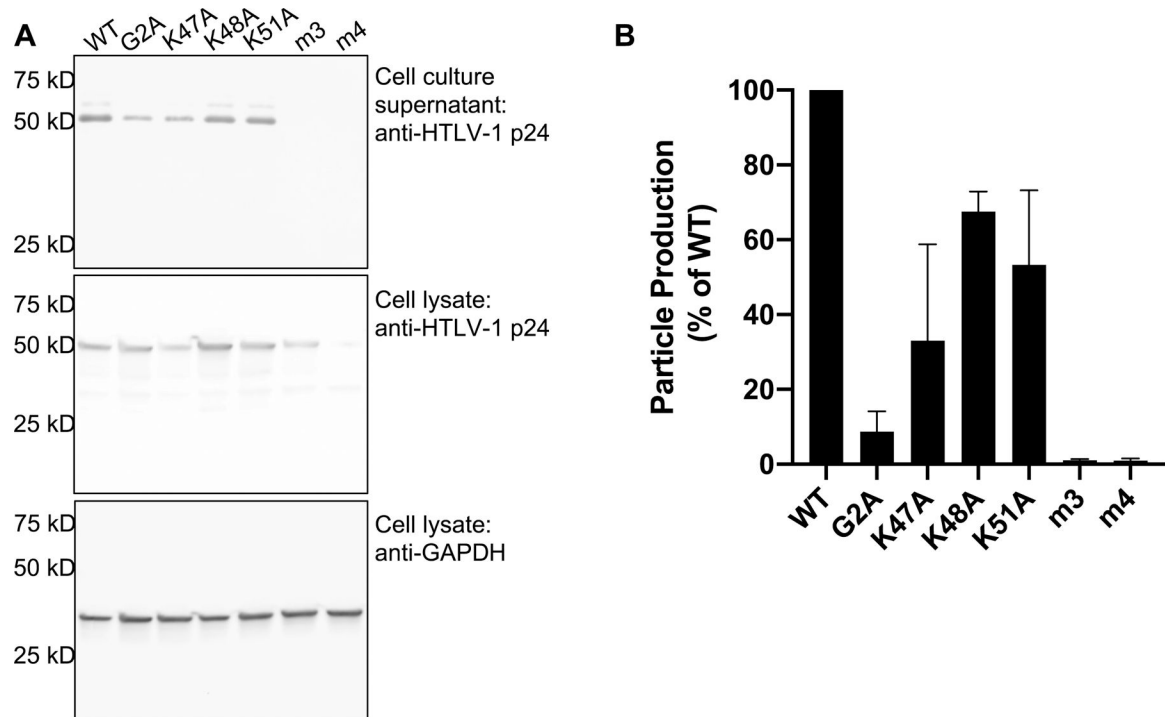 A
WT G2A K47A K48A K51A m3 m4
75 kD
50 kD
25 kD
Cell culture
supernatant:
anti-HTLV-1 p24
75 kD
50 kD
25 kD
Cell lysate:
anti-HTLV-1 p24
75 kD
50 kD
25 kD
Cell lysate:
anti-GAPDH
B
Particle Production
(% of WT)
100
80
60
40
20
0
WT G2A K47A K48A K51A m3 m4